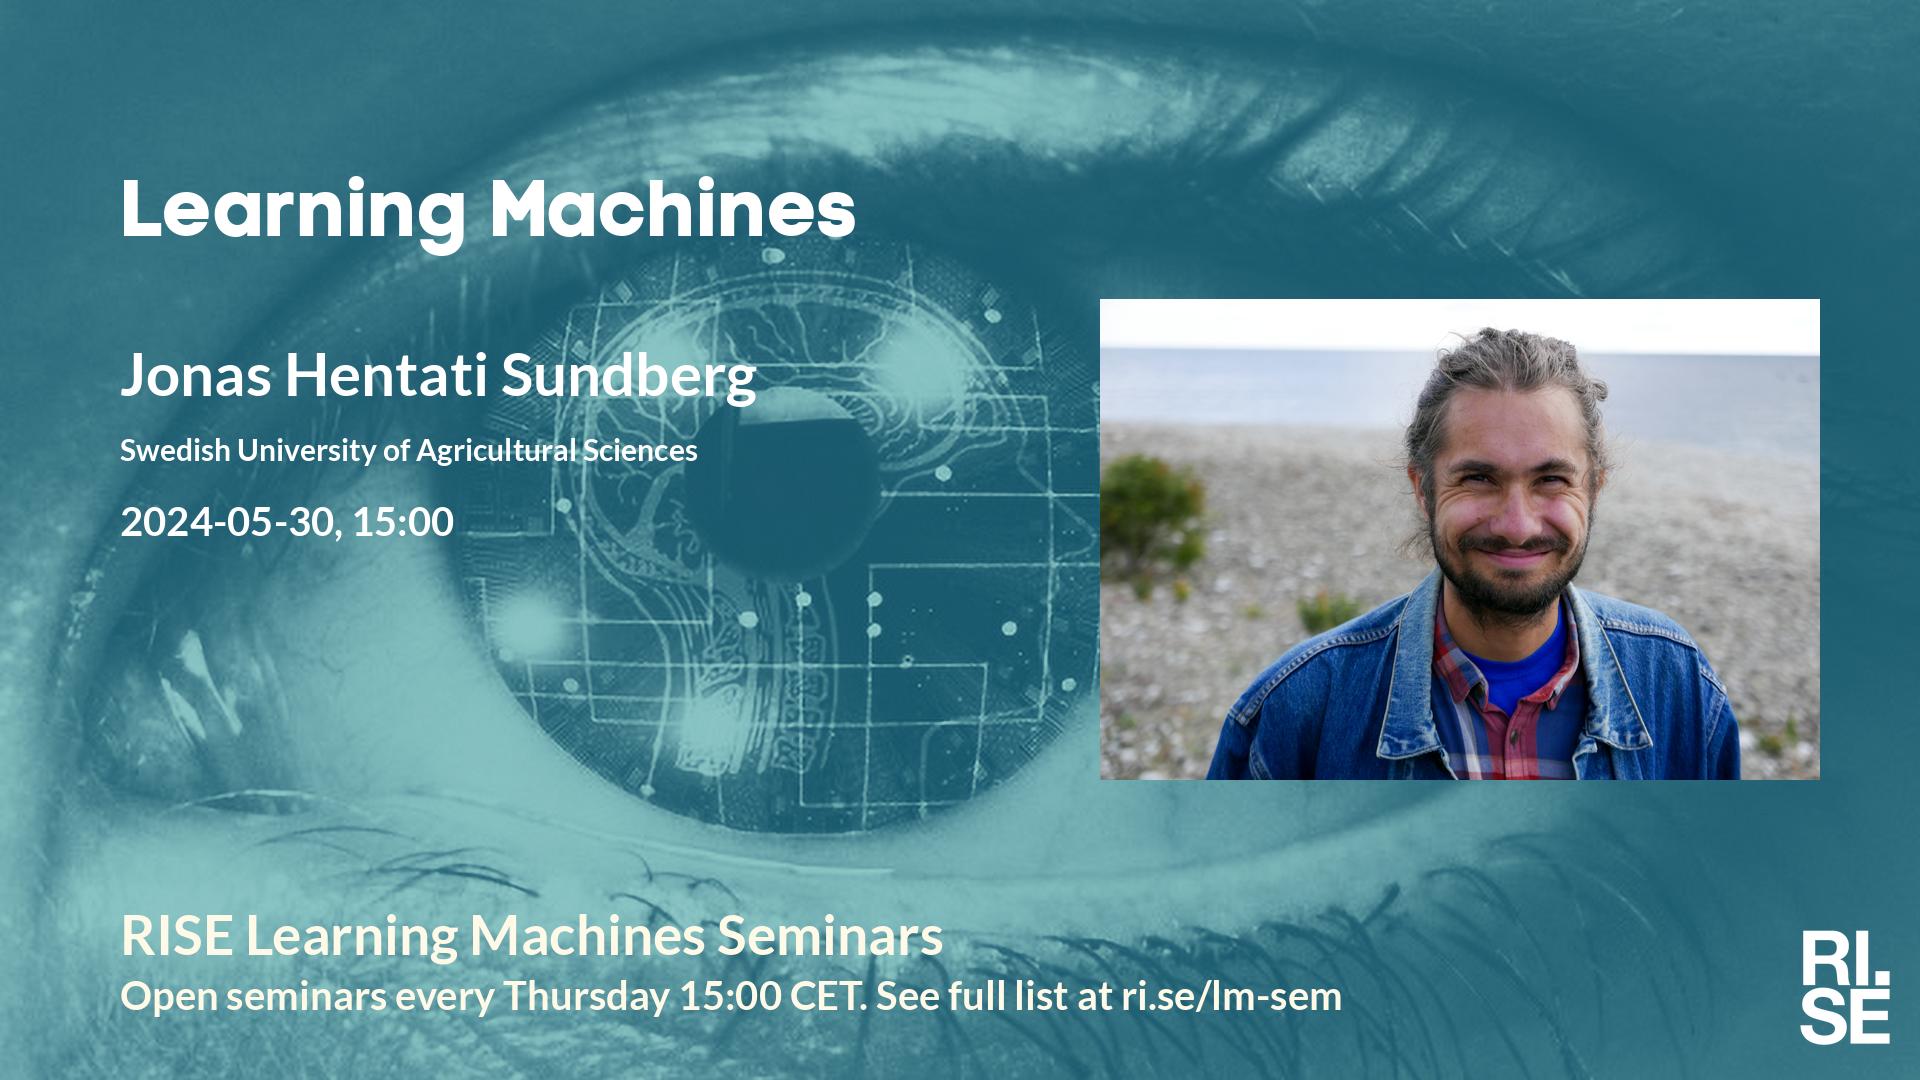 Learning Machines
Jonas Hentati Sundberg
Swedish University of Agricultural Sciences
2024-05-30, 15:00
RISE Learning Machines Seminars
Open seminars every Thursday 15:00 CET. See full list at ri.se/lm-sem
RI.
SE